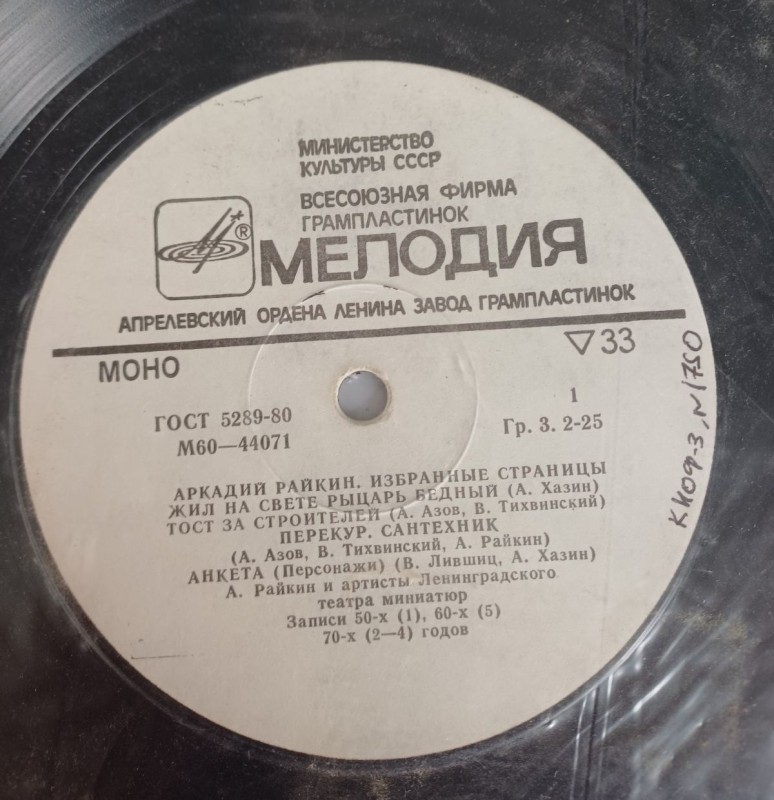 МИНИСТЕРСТВО
КУЛЬТУРЫ СССР
ВСЕСОЮЗНАЯ ФИРМА
ГРАМПЛАСТИНОК
®
МЕЛОДИЯ
АПРЕЛЕВСКИЙ ОРДЕНА ЛЕНИНА ЗАВОД ГРАМПЛАСТИНОК
МОНО
▽33
ГОСТ 5289-80
1
М60—44071
Гр. 3. 2-25
АРКАДИЙ РАЙКИН. ИЗБРАННЫЕ СТРАНИЦЫ
ЖИЛ НА СВЕТЕ РЫЦАРЬ БЕДНЫЙ (А. Хазин)
ТОСТ ЗА СТРОИТЕЛЕЙ (А. Азов, В. Тихвинский)
ПЕРЕКУР. САНТЕХНИК
(А. Азов, В. Тихвинский, А. Райкин)
АНКЕТА (Персонажи) (В. Лившиц, А. Хазин)
А. Райкин и артисты Ленинградского
театра миниатюр
Записи 50-х (1), 60-х (5)
70-х (2—4) годов
ККОФ-3, N1750